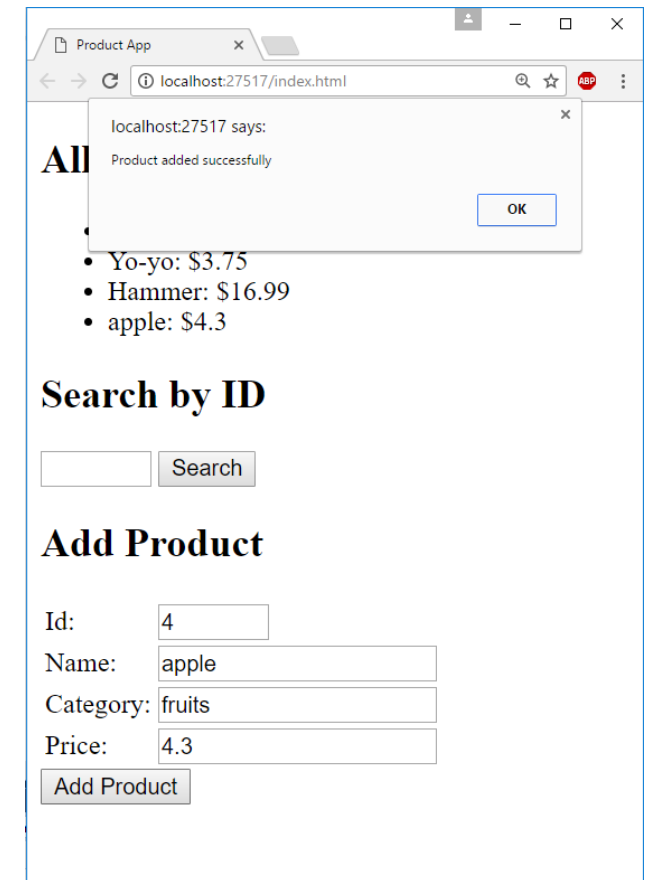 Product App
localhost:27517/index.html
ABP
localhost:27517 says:
Product added successfully
OK
All
Yo-yo: $3.75
Hammer: $16.99
apple: $4.3
Search by ID
Search
Add Product
Id: 4
Name: apple
Category: fruits
Price: 4.3
Add Product